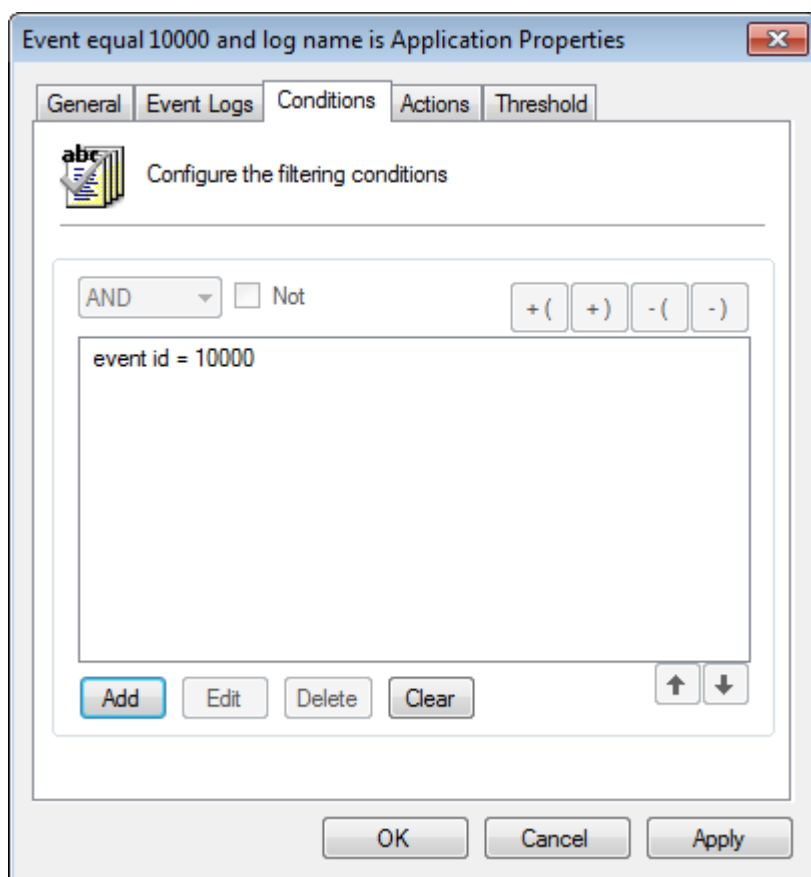 Event equal 10000 and log name is Application Properties
General Event Logs Conditions Actions Threshold
abc
Configure the filtering conditions
AND Not +( +) -( -)
event id = 10000
Add Edit Delete Clear
OK Cancel Apply